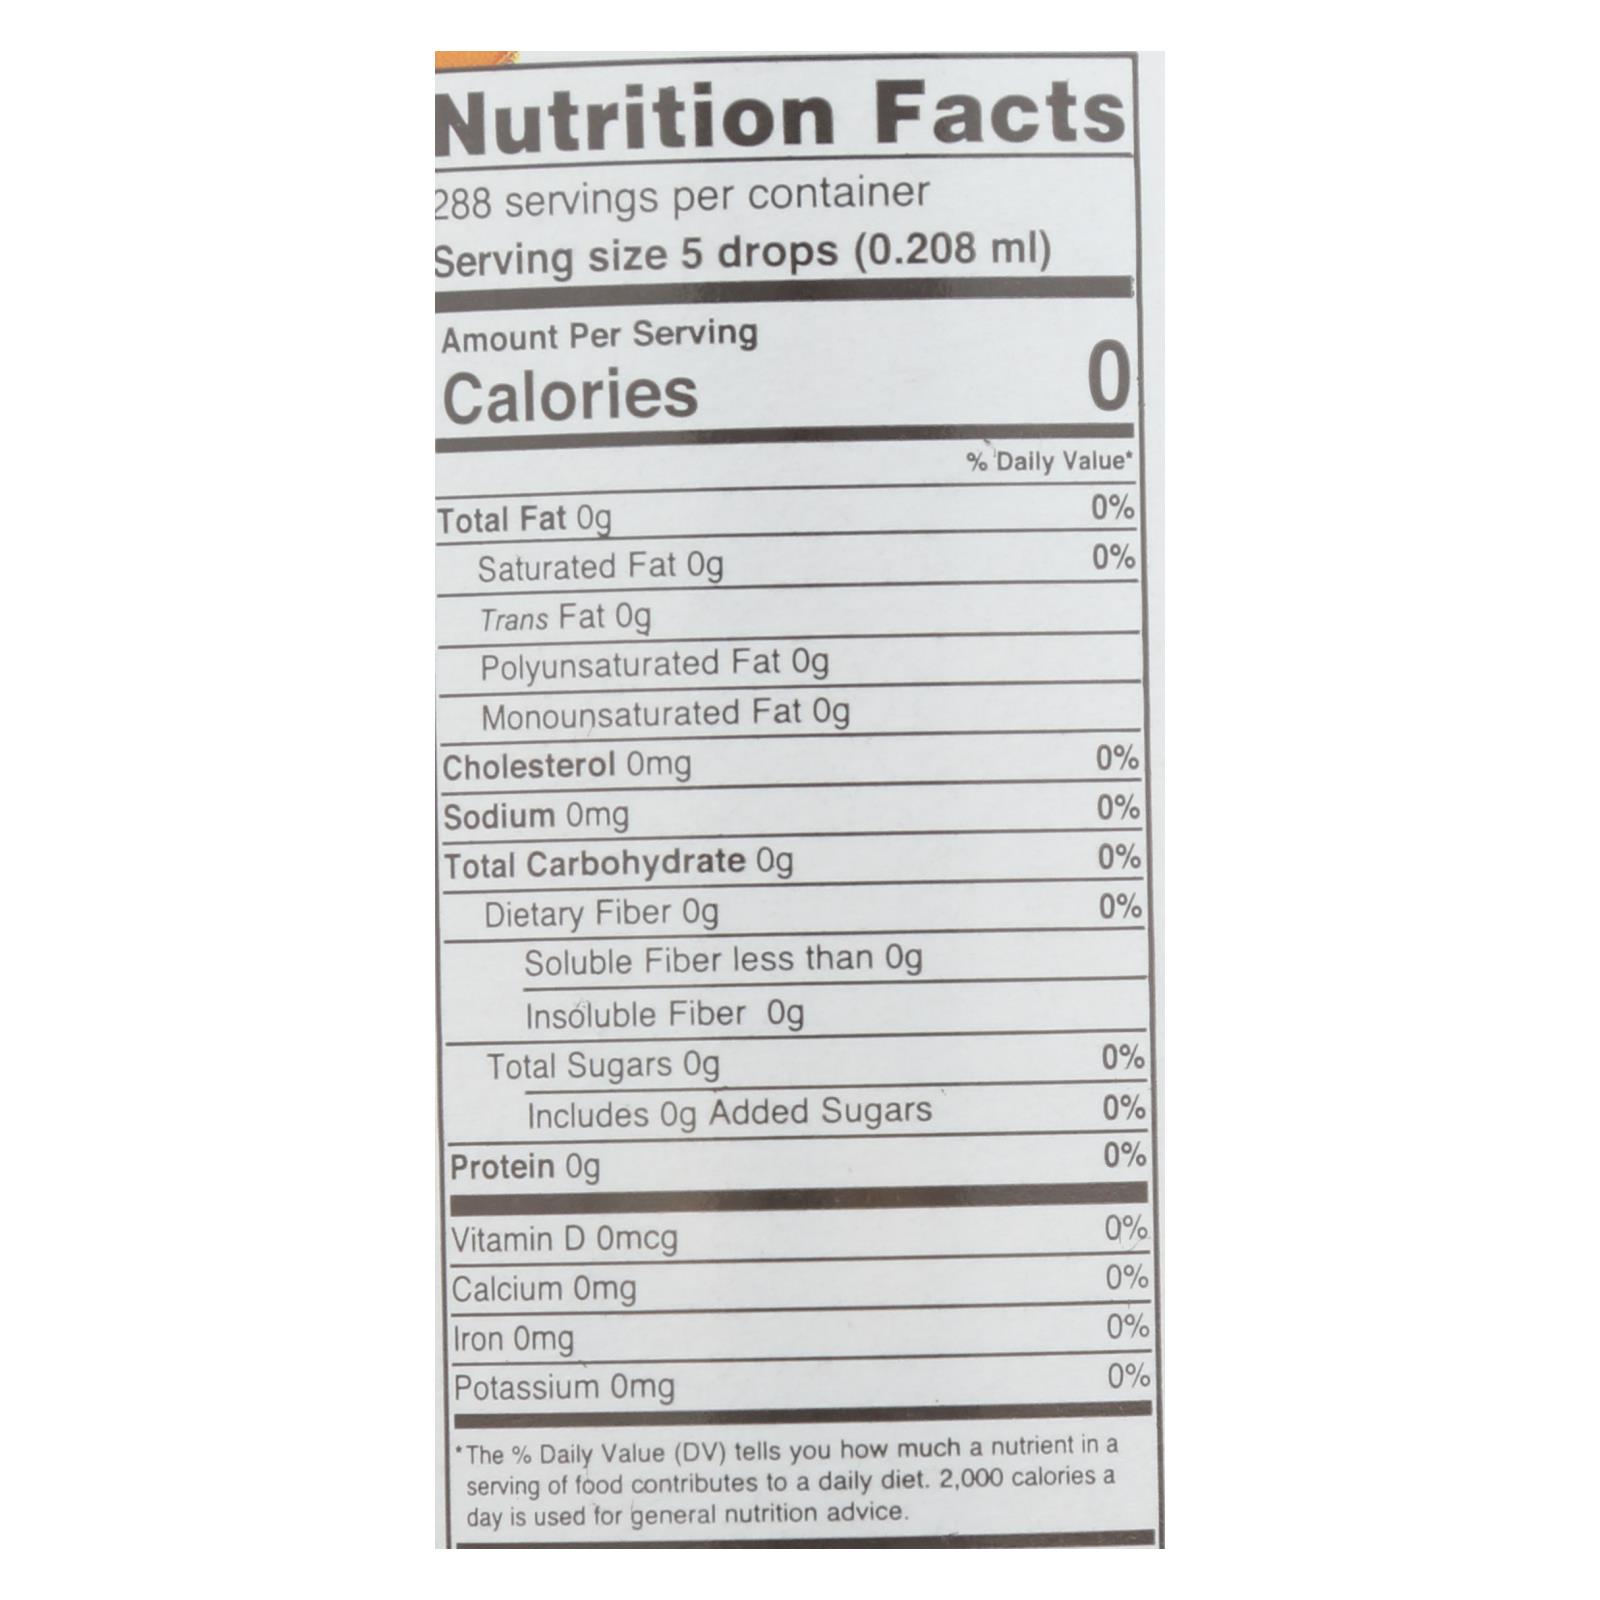 Nutrition Facts
288 servings per container
Serving size 5 drops (0.208 ml)
Amount Per Serving
Calories 0
% Daily Value*
Total Fat 0g 0%
Saturated Fat 0g 0%
Trans Fat 0g
Polyunsaturated Fat 0g
Monounsaturated Fat 0g
Cholesterol 0mg 0%
Sodium 0mg 0%
Total Carbohydrate 0g 0%
Dietary Fiber 0g 0%
Soluble Fiber less than 0g
Insoluble Fiber 0g
Total Sugars 0g 0%
Includes 0g Added Sugars 0%
Protein 0g 0%
Vitamin D 0mcg 0%
Calcium 0mg 0%
Iron 0mg 0%
Potassium 0mg 0%
*The % Daily Value (DV) tells you how much a nutrient in a
serving of food contributes to a daily diet. 2,000 calories a
day is used for general nutrition advice.